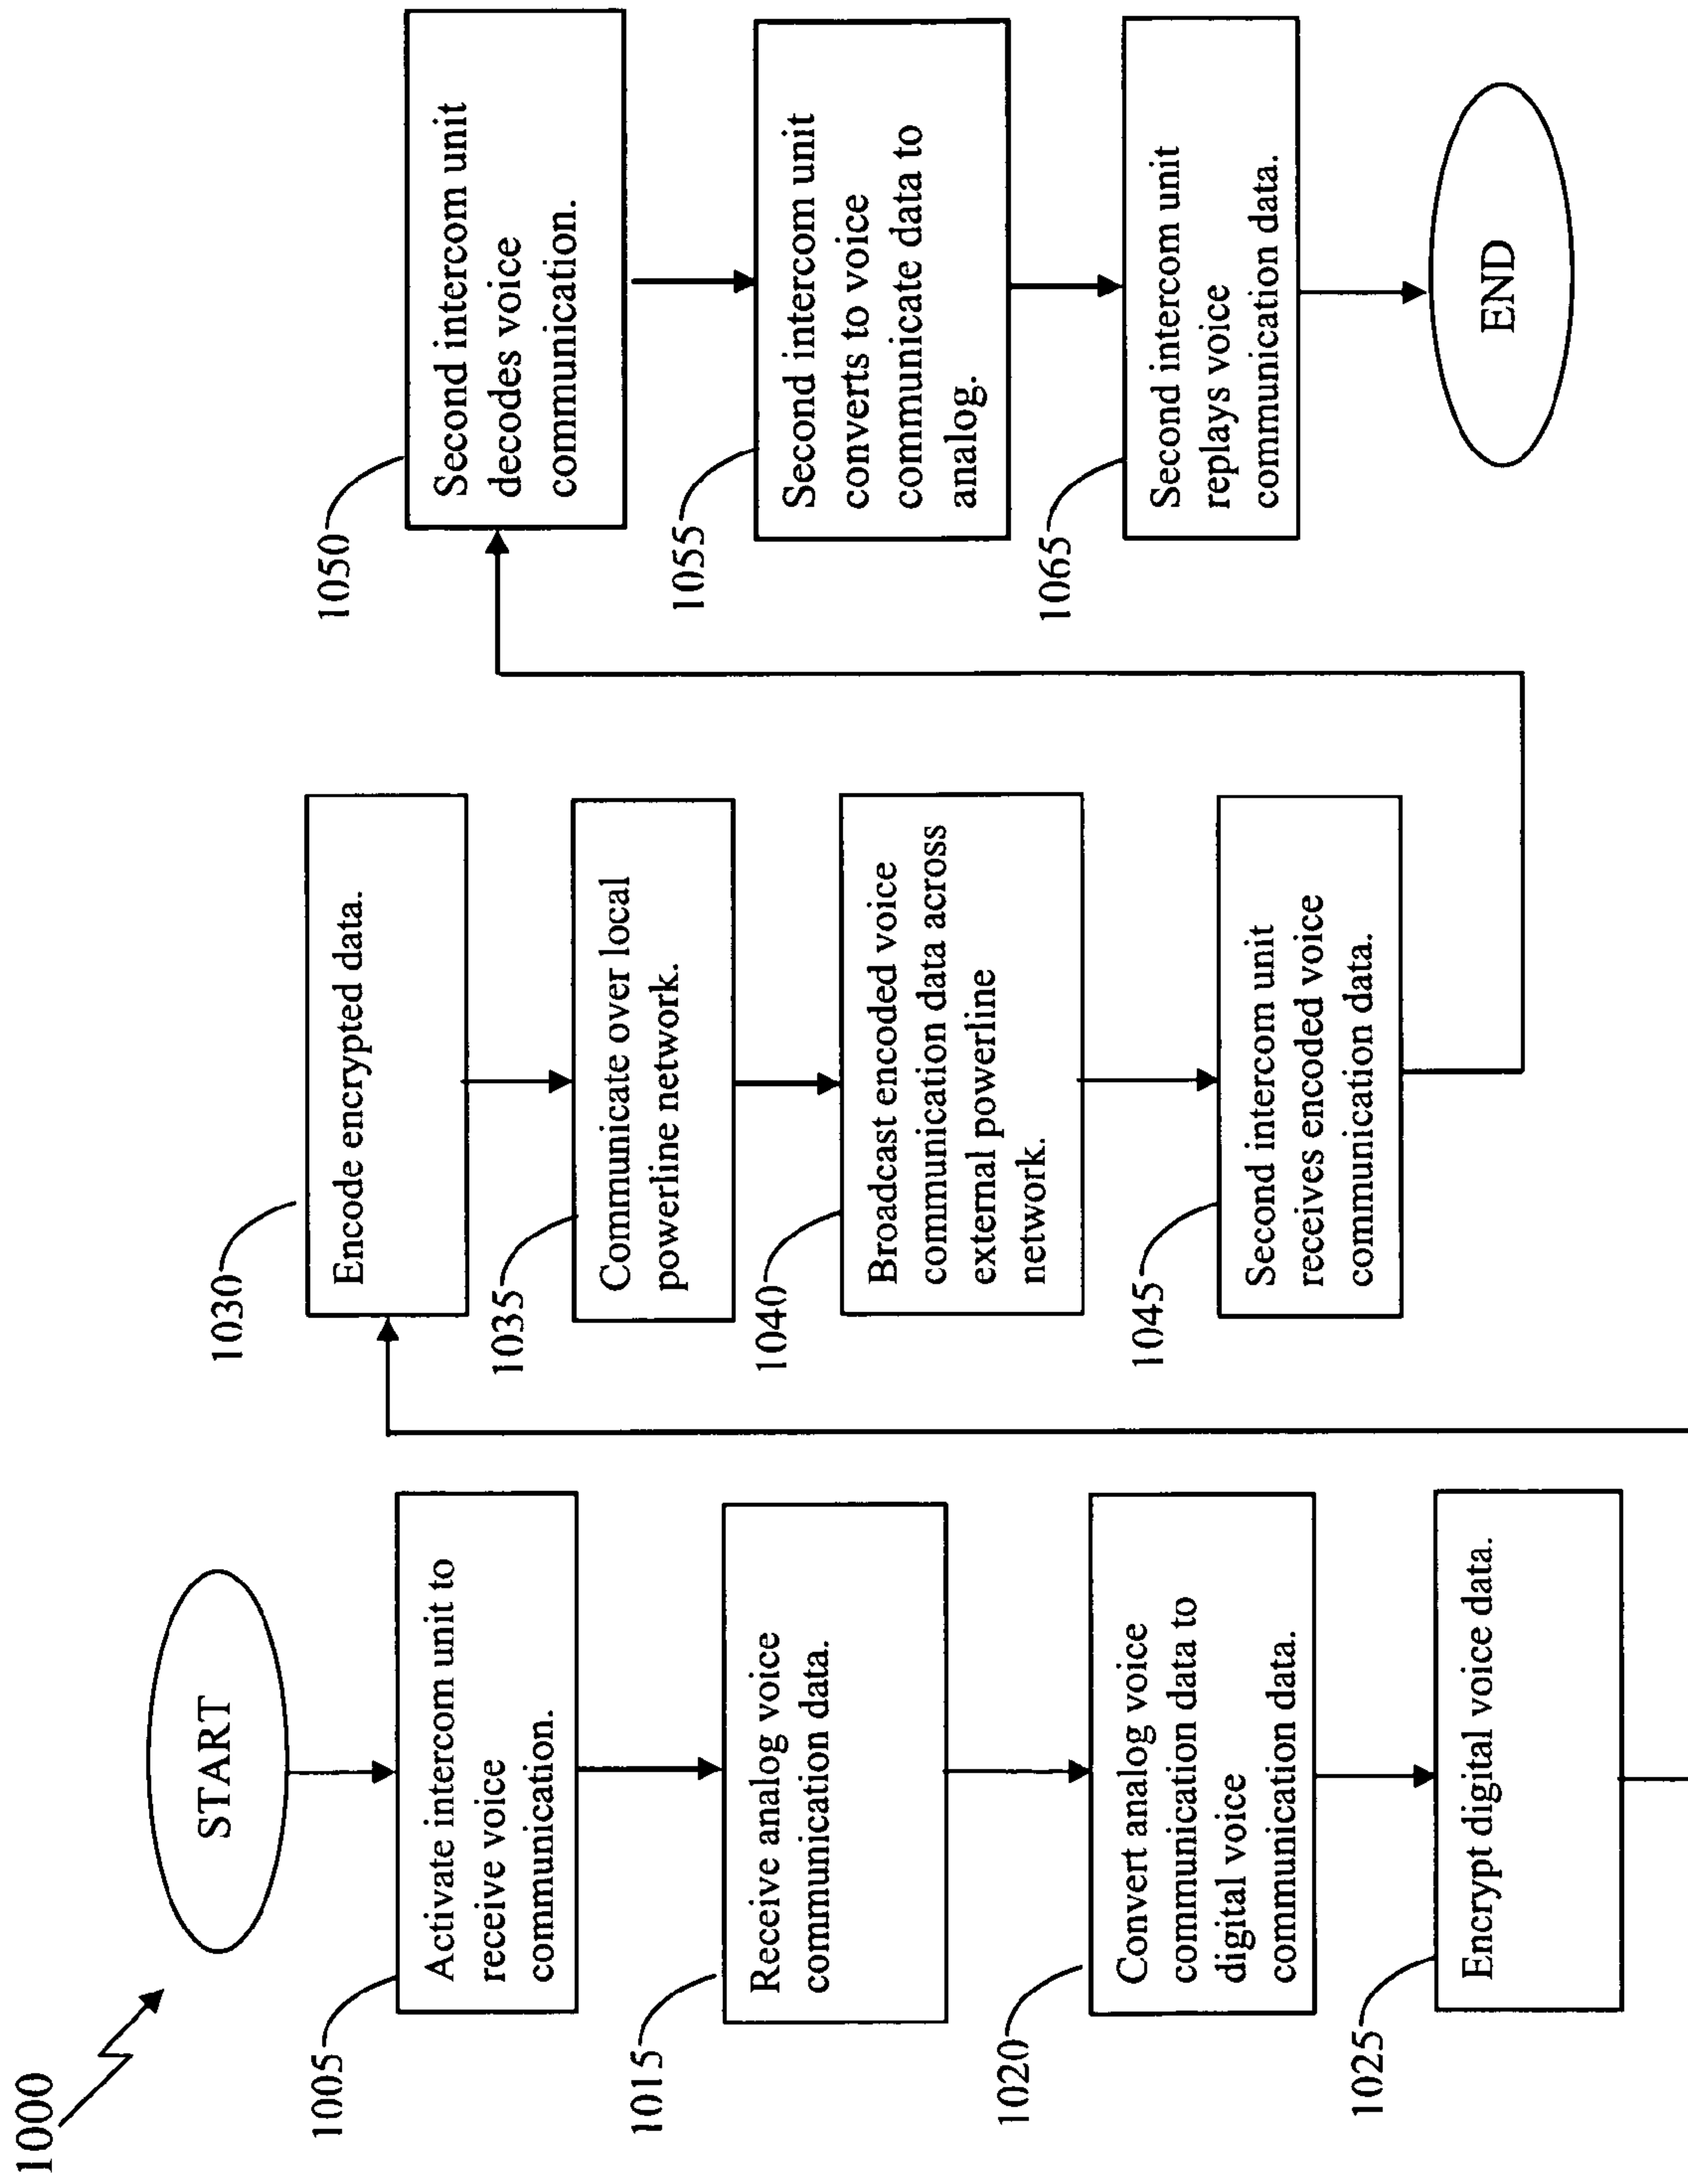 1000
START
1005
Activate intercom unit to
receive voice
communication.
1015
Receive analog voice
communication data.
1020
Convert analog voice
communication data to
digital voice
communication data.
1025
Encrypt digital voice data.
1030
Encode encrypted data.
1035
Communicate over local
powerline network.
1040
Broadcast encoded voice
communication data across
external powerline
network.
1045
Second intercom unit
receives encoded voice
communication data.
1050
Second intercom unit
decodes voice
communication.
1055
Second intercom unit
converts to voice
communicate data to
analog.
1065
Second intercom unit
replays voice
communication data.
END